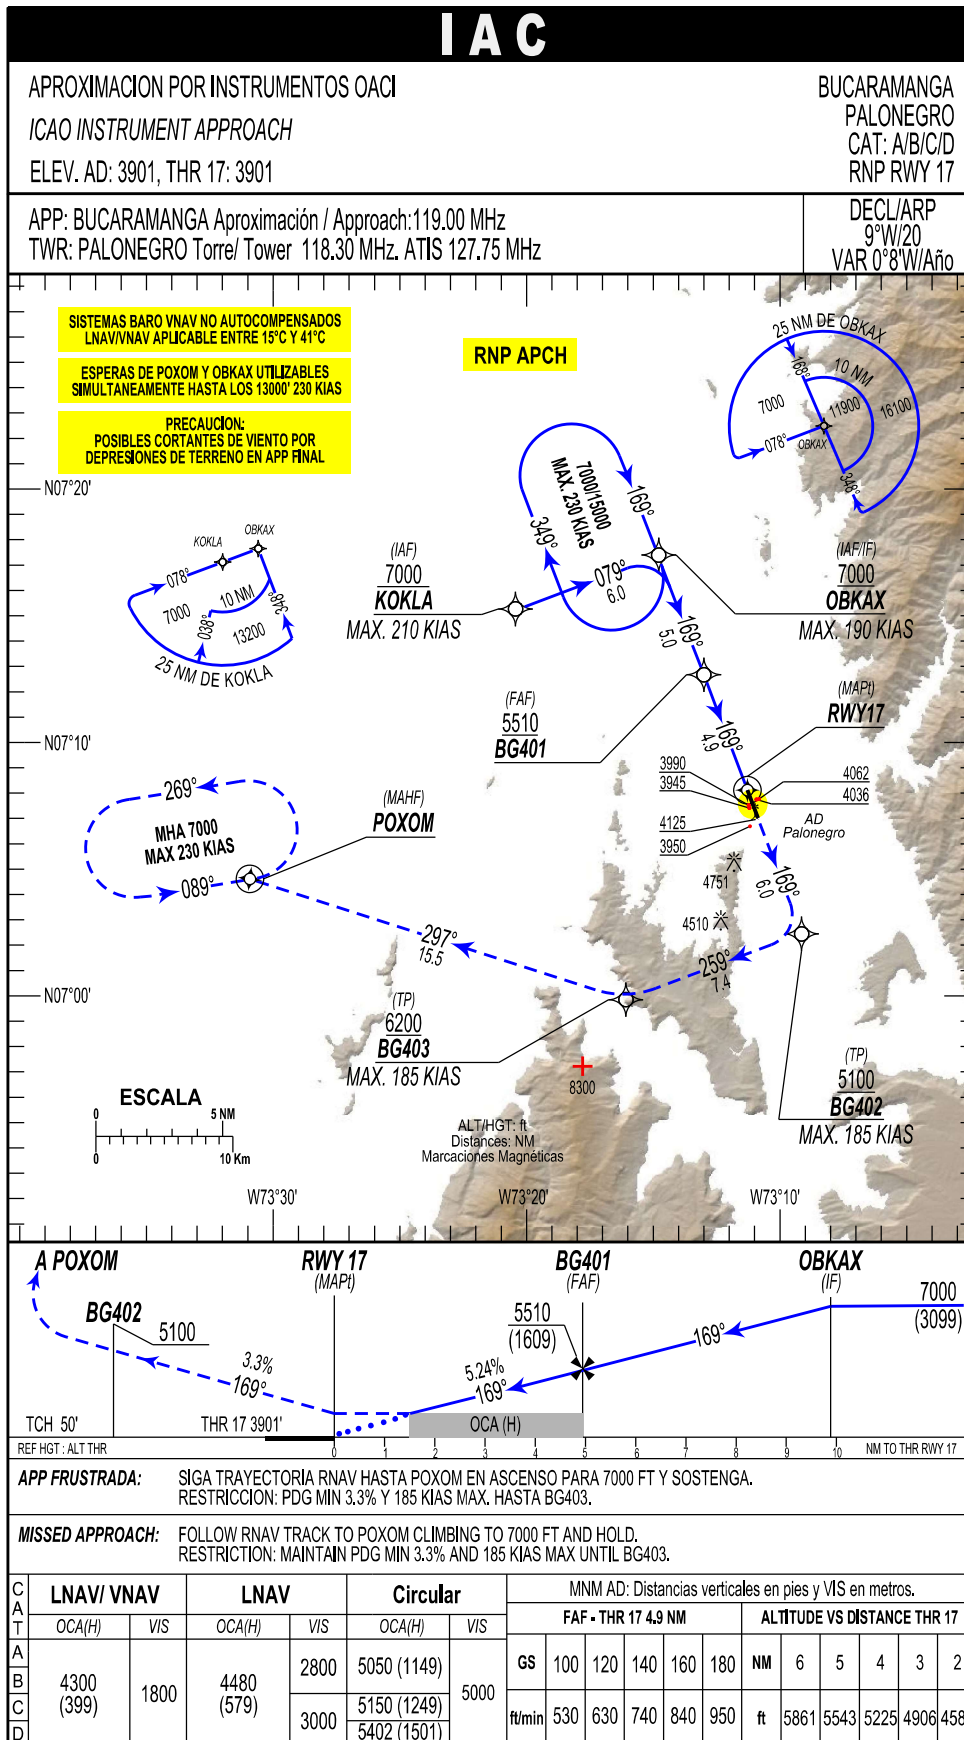 IAC
APROXIMACION POR INSTRUMENTOS OACI
ICAO INSTRUMENT APPROACH
ELEV. AD: 3901, THR 17: 3901
BUCARAMANGA
PALONEGRO
CAT: A/B/C/D
RNP RWY 17
APP: BUCARAMANGA Aproximación / Approach:119.00 MHz
TWR: PALONEGRO Torre/ Tower 118.30 MHz. ATIS 127.75 MHz
DECL/ARP
9°W/20
VAR 0°8'W/Año
SISTEMAS BARO VNAV NO AUTOCOMPENSADOS
LNAV/VNAV APLICABLE ENTRE 15°C Y 41°C
ESPERAS DE POXOM Y OBKAX UTILIZABLES
SIMULTANEAMENTE HASTA LOS 13000' 230 KIAS
PRECAUCION:
POSIBLES CORTANTES DE VIENTO POR
DEPRESIONES DE TERRENO EN APP FINAL
RNP APCH
25 NM DE OBKAX
168°
10 NM
7000
11900
16100
078°
OBKAX
348°
N07°20'
7000/15000
MAX. 230 KIAS
169°
349°
079°
6.0
KOKLA
OBKAX
078°
7000
10 NM
038°
13200
348°
25 NM DE KOKLA
(IAF)
7000
KOKLA
MAX. 210 KIAS
(IAF/IF)
7000
OBKAX
MAX. 190 KIAS
169°
5.0
(FAF)
5510
BG401
(MAPt)
RWY17
169°
4.9
N07°10'
3990
3945
4062
4036
4125
3950
AD
Palonegro
269°
MHA 7000
MAX 230 KIAS
089°
(MAHF)
POXOM
4751
4510
169°
6.0
297°
15.5
259°
7.4
N07°00'
(TP)
6200
BG403
MAX. 185 KIAS
8300
(TP)
5100
BG402
MAX. 185 KIAS
ESCALA
0 5 NM
0 10 Km
ALT/HGT: ft
Distances: NM
Marcaciones Magnéticas
W73°30'
W73°20'
W73°10'
A POXOM
RWY 17
(MAPt)
BG401
(FAF)
OBKAX
(IF)
BG402
5100
5510
(1609)
7000
(3099)
169°
3.3%
169°
5.24%
169°
TCH 50'
THR 17 3901'
OCA (H)
REF HGT : ALT THR
0 1 2 3 4 5 6 7 8 9 10
NM TO THR RWY 17
APP FRUSTRADA: SIGA TRAYECTORIA RNAV HASTA POXOM EN ASCENSO PARA 7000 FT Y SOSTENGA.
RESTRICCION: PDG MIN 3.3% Y 185 KIAS MAX. HASTA BG403.
MISSED APPROACH: FOLLOW RNAV TRACK TO POXOM CLIMBING TO 7000 FT AND HOLD.
RESTRICTION: MAINTAIN PDG MIN 3.3% AND 185 KIAS MAX UNTIL BG403.
CAT LNAV/ VNAV LNAV Circular
OCA(H) VIS OCA(H) VIS OCA(H) VIS
A
B
C
D
4300
(399)
1800
4480
(579)
2800
3000
5050 (1149)
5150 (1249)
5402 (1501)
5000
MNM AD: Distancias verticales en pies y VIS en metros.
FAF - THR 17 4.9 NM ALTITUDE VS DISTANCE THR 17
GS 100 120 140 160 180 NM 6 5 4 3 2
ft/min 530 630 740 840 950 ft 5861 5543 5225 4906 458